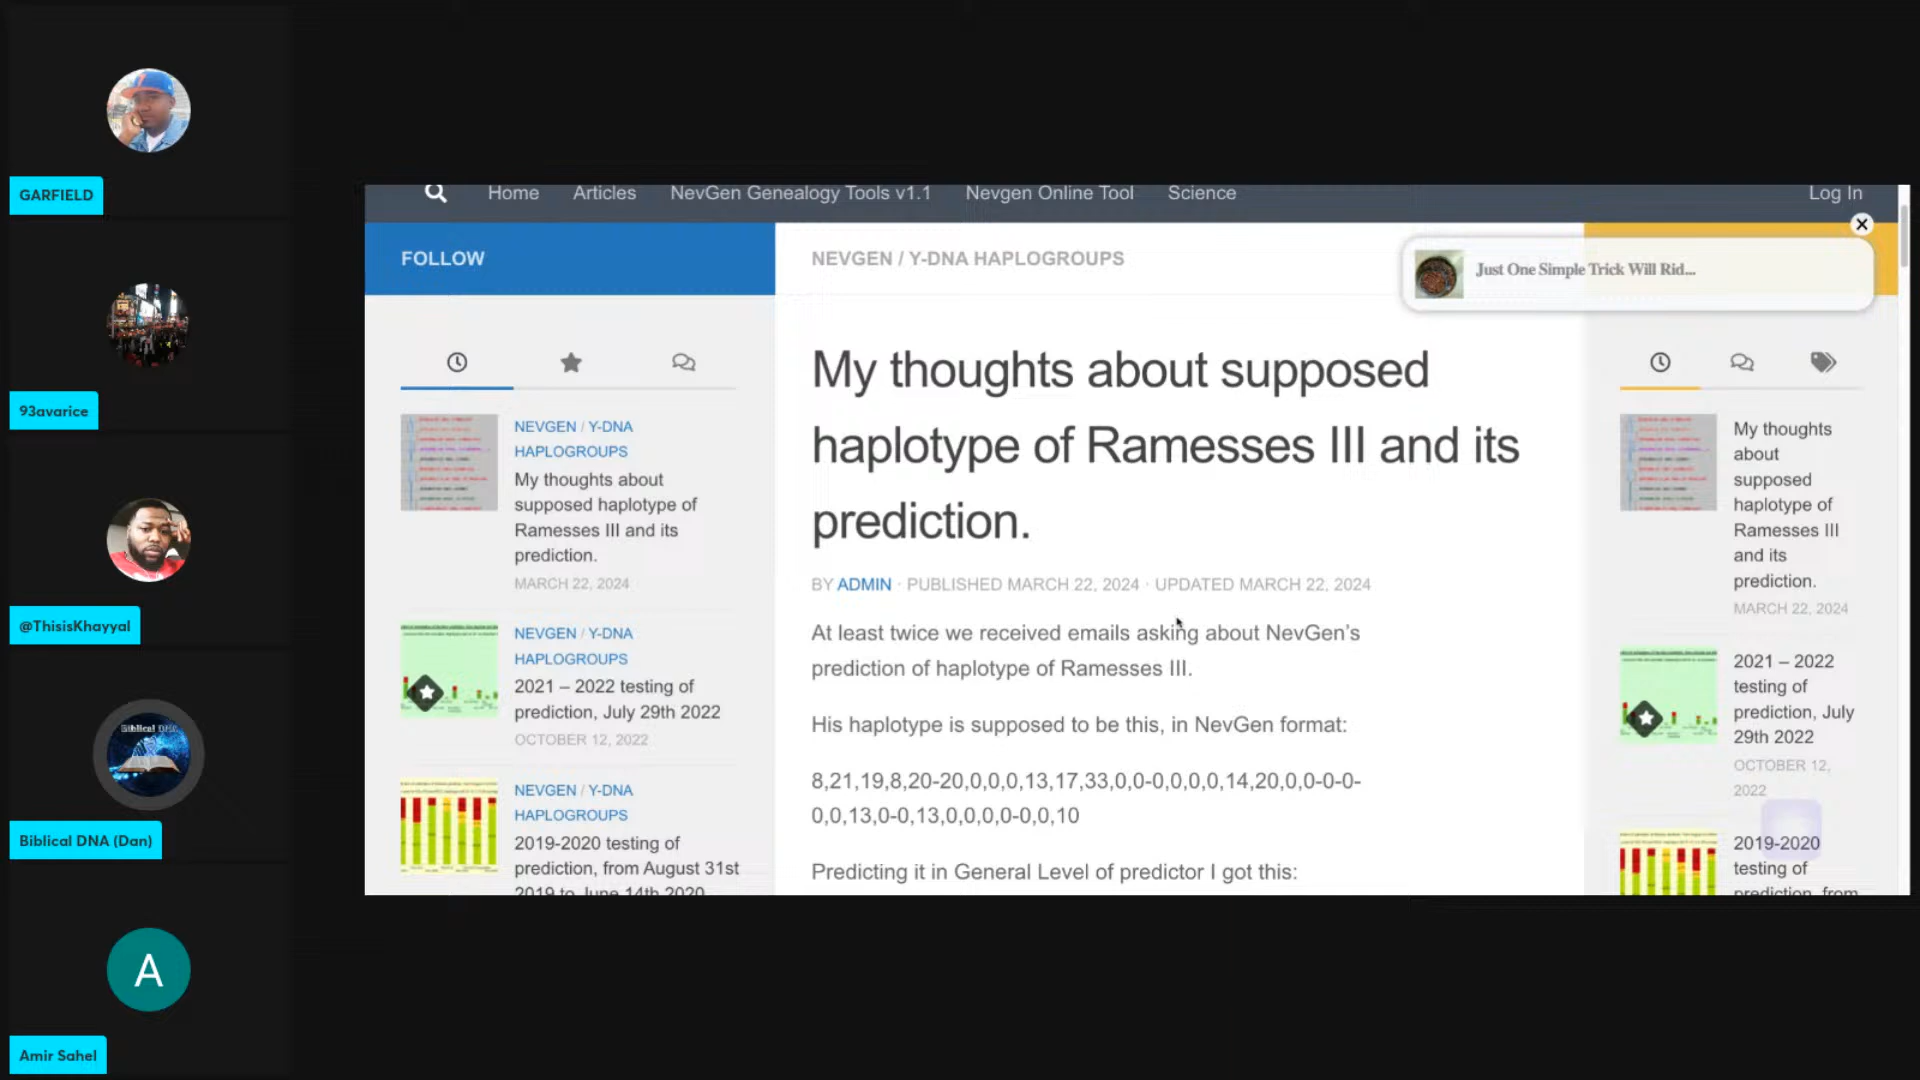 GARFIELD
93avarice
@ThisisKhayyal
Biblical DNA
Biblical DNA (Dan)
A
Amir Sahel
Home
Articles
NevGen Genealogy Tools v1.1
Nevgen Online Tool
Science
Log In
FOLLOW
NEVGEN / Y-DNA
HAPLOGROUPS
My thoughts about
supposed haplotype of
Ramesses III and its
prediction.
MARCH 22, 2024
NEVGEN / Y-DNA
HAPLOGROUPS
2021 – 2022 testing of
prediction, July 29th 2022
OCTOBER 12, 2022
NEVGEN / Y-DNA
HAPLOGROUPS
2019-2020 testing of
prediction, from August 31st
2019 to June 14th 2020
NEVGEN / Y-DNA HAPLOGROUPS
My thoughts about supposed
haplotype of Ramesses III and its
prediction.
BY ADMIN · PUBLISHED MARCH 22, 2024 · UPDATED MARCH 22, 2024
At least twice we received emails asking about NevGen’s
prediction of haplotype of Ramesses III.
His haplotype is supposed to be this, in NevGen format:
8,21,19,8,20-20,0,0,0,13,17,33,0,0-0,0,0,0,14,20,0,0-0-0-
0,0,13,0-0,13,0,0,0,0-0,0,10
Predicting it in General Level of predictor I got this:
Just One Simple Trick Will Rid...
My thoughts
about
supposed
haplotype of
Ramesses III
and its
prediction.
MARCH 22, 2024
2021 – 2022
testing of
prediction, July
29th 2022
OCTOBER 12,
2022
2019-2020
testing of
prediction, from